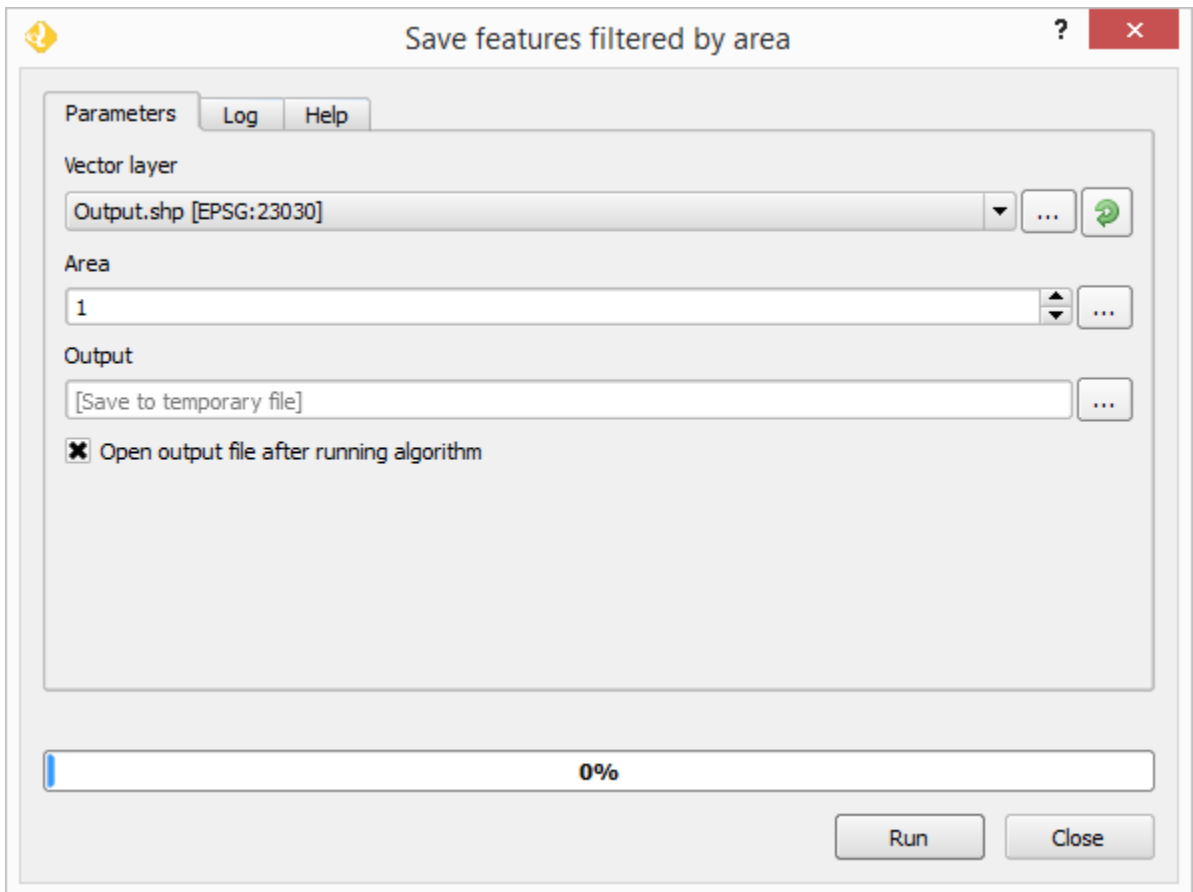 Save features filtered by area
?
Parameters Log Help
Vector layer
Output.shp [EPSG:23030]
...
Area
1
...
Output
[Save to temporary file]
...
Open output file after running algorithm
0%
Run Close